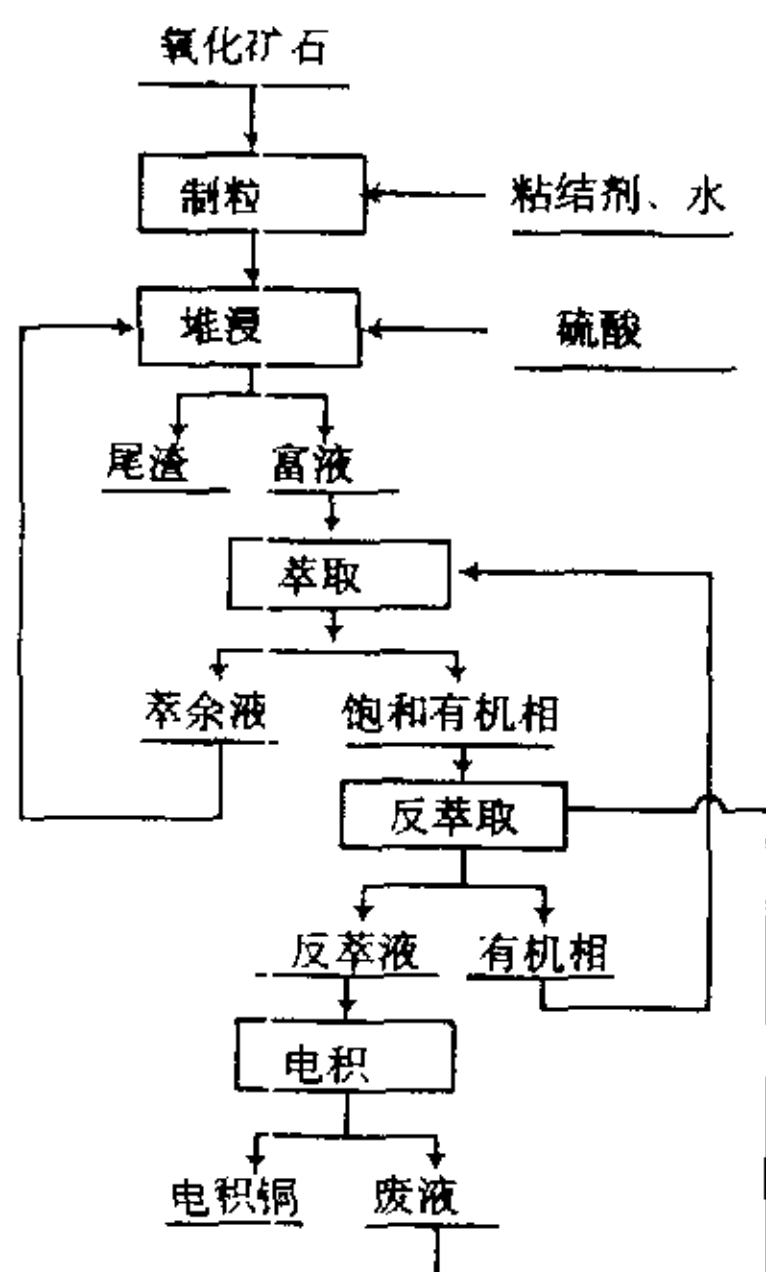 氧化矿石
制粒
粘结剂、水
堆浸
硫酸
尾渣 富液
萃取
萃余液 饱和有机相
反萃取
反萃液 有机相
电积
电积铜 废液